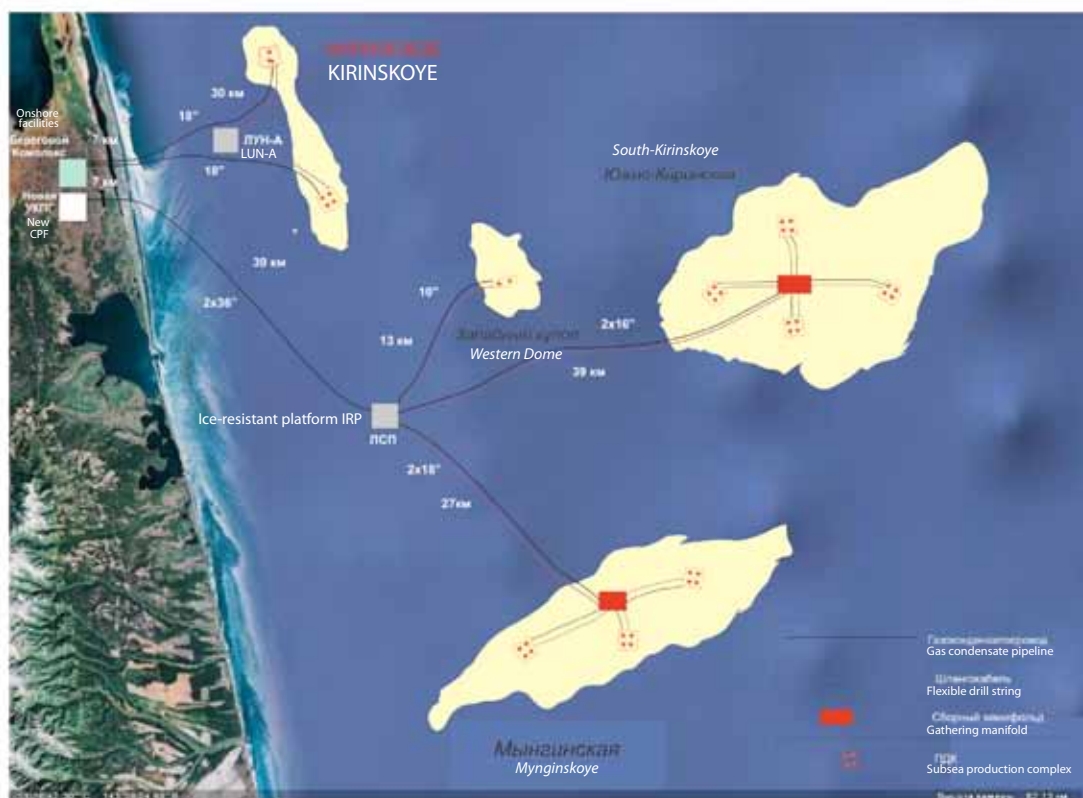 KIRINSKOYE
30 км
18"
Onshore
facilities
Береговой
Комплекс
7 км
ЛУН-А
LUN-A
7 км
18"
Новая
УКПГ
New
CPF
South-Kirinskoye
Южно-Киринская
39 км
2x36"
16"
13 км
Западный купол
Western Dome
2x16"
39 км
Ice-resistant platform IRP
ЛСП
2x18"
27км
Мынгинская
Mynginskoye
Газоконденсатопровод
Gas condensate pipeline
Штангокабель
Flexible drill string
Сборный манифольд
Gathering manifold
ПДК
Subsea production complex